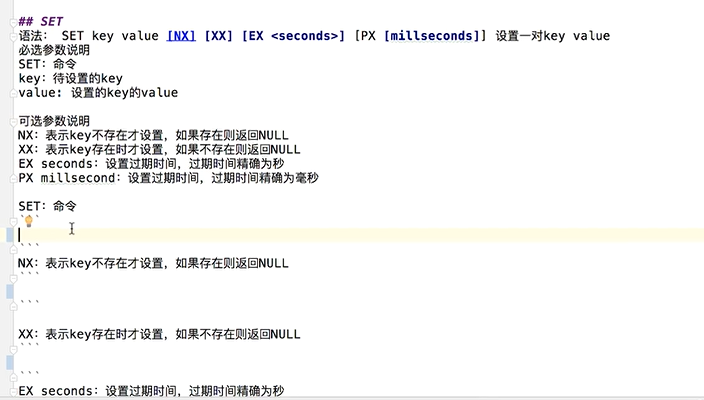 ## SET
语法： SET key value [NX] [XX] [EX <seconds>] [PX [millseconds]] 设置一对key value
必选参数说明
SET：命令
key：待设置的key
value: 设置的key的value
可选参数说明
NX：表示key不存在才设置，如果存在则返回NULL
XX：表示key存在时才设置，如果不存在则返回NULL
EX seconds：设置过期时间，过期时间精确为秒
PX millsecond：设置过期时间，过期时间精确为毫秒
SET：命令
```
NX：表示key不存在才设置，如果存在则返回NULL
```
```
XX：表示key存在时才设置，如果不存在则返回NULL
```
```
EX seconds：设置过期时间，过期时间精确为秒